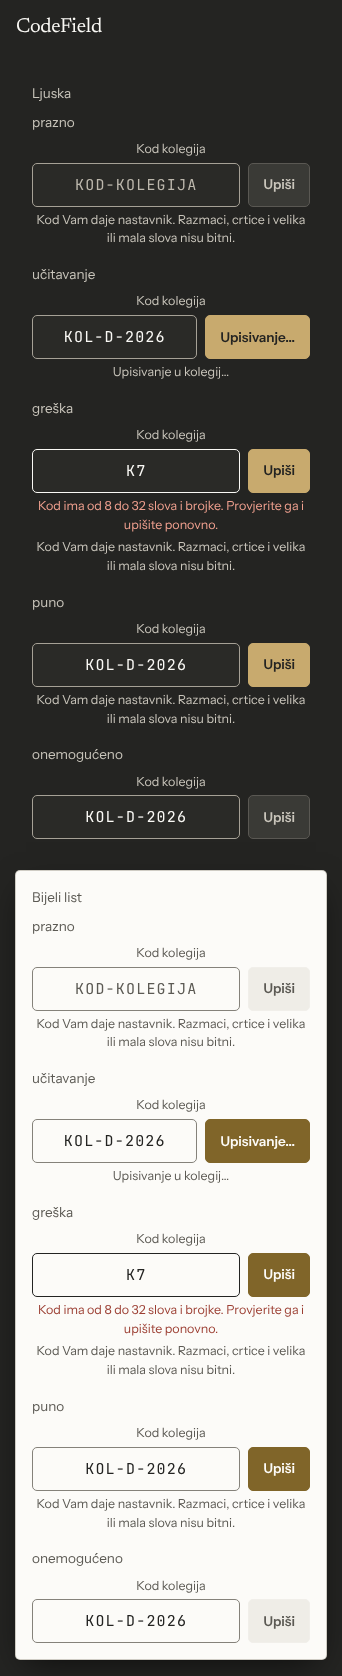 CodeField
Ljuska
prazno
Kod kolegija
KOD-KOLEGIJA Upiši
Kod Vam daje nastavnik. Razmaci, crtice i velika
ili mala slova nisu bitni.
učitavanje
Kod kolegija
KOL-D-2026 Upisivanje…
Upisivanje u kolegij…
greška
Kod kolegija
K7 Upiši
Kod ima od 8 do 32 slova i brojke. Provjerite ga i
upišite ponovno.
Kod Vam daje nastavnik. Razmaci, crtice i velika
ili mala slova nisu bitni.
puno
Kod kolegija
KOL-D-2026 Upiši
Kod Vam daje nastavnik. Razmaci, crtice i velika
ili mala slova nisu bitni.
onemogućeno
Kod kolegija
KOL-D-2026 Upiši
Bijeli list
prazno
Kod kolegija
KOD-KOLEGIJA Upiši
Kod Vam daje nastavnik. Razmaci, crtice i velika
ili mala slova nisu bitni.
učitavanje
Kod kolegija
KOL-D-2026 Upisivanje…
Upisivanje u kolegij…
greška
Kod kolegija
K7 Upiši
Kod ima od 8 do 32 slova i brojke. Provjerite ga i
upišite ponovno.
Kod Vam daje nastavnik. Razmaci, crtice i velika
ili mala slova nisu bitni.
puno
Kod kolegija
KOL-D-2026 Upiši
Kod Vam daje nastavnik. Razmaci, crtice i velika
ili mala slova nisu bitni.
onemogućeno
Kod kolegija
KOL-D-2026 Upiši